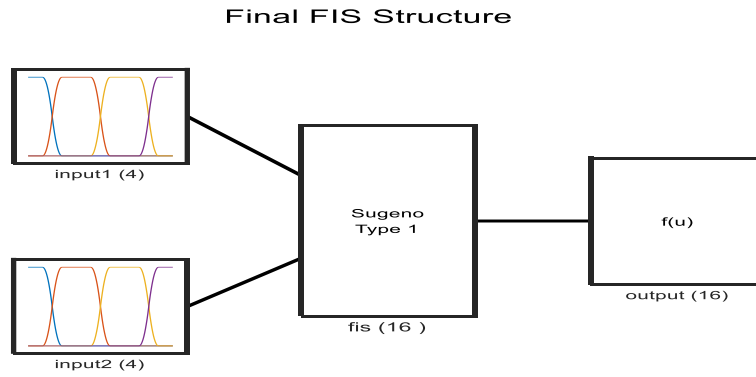 Final FIS Structure
input1 (4)
Sugeno
Type 1
f(u)
output (16)
fis (16 )
input2 (4)